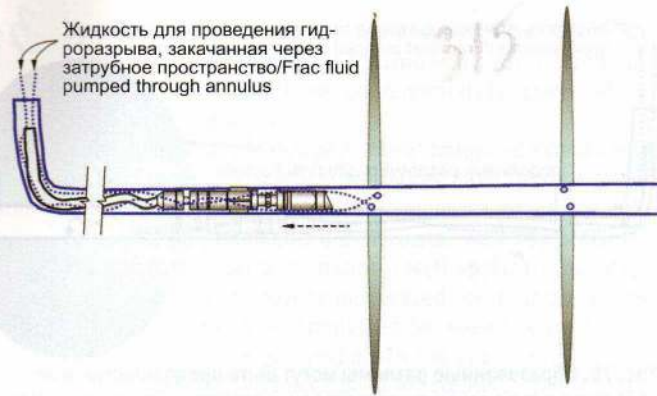 Жидкость для проведения гид-
роразрыва, закачанная через
затрубное пространство/Frac fluid
pumped through annulus